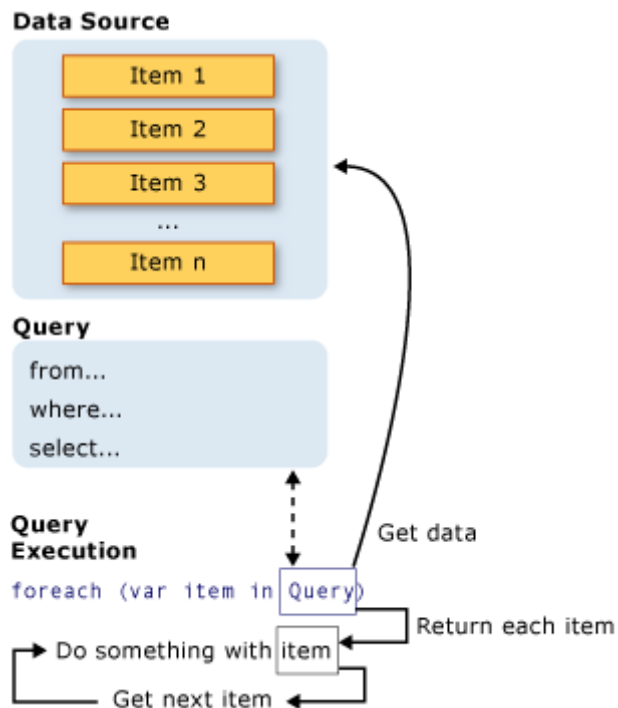 Data Source
Item 1
Item 2
Item 3
...
Item n
Query
from...
where...
select...
Query
Execution
Get data
foreach (var item in Query)
Return each item
Do something with item
Get next item